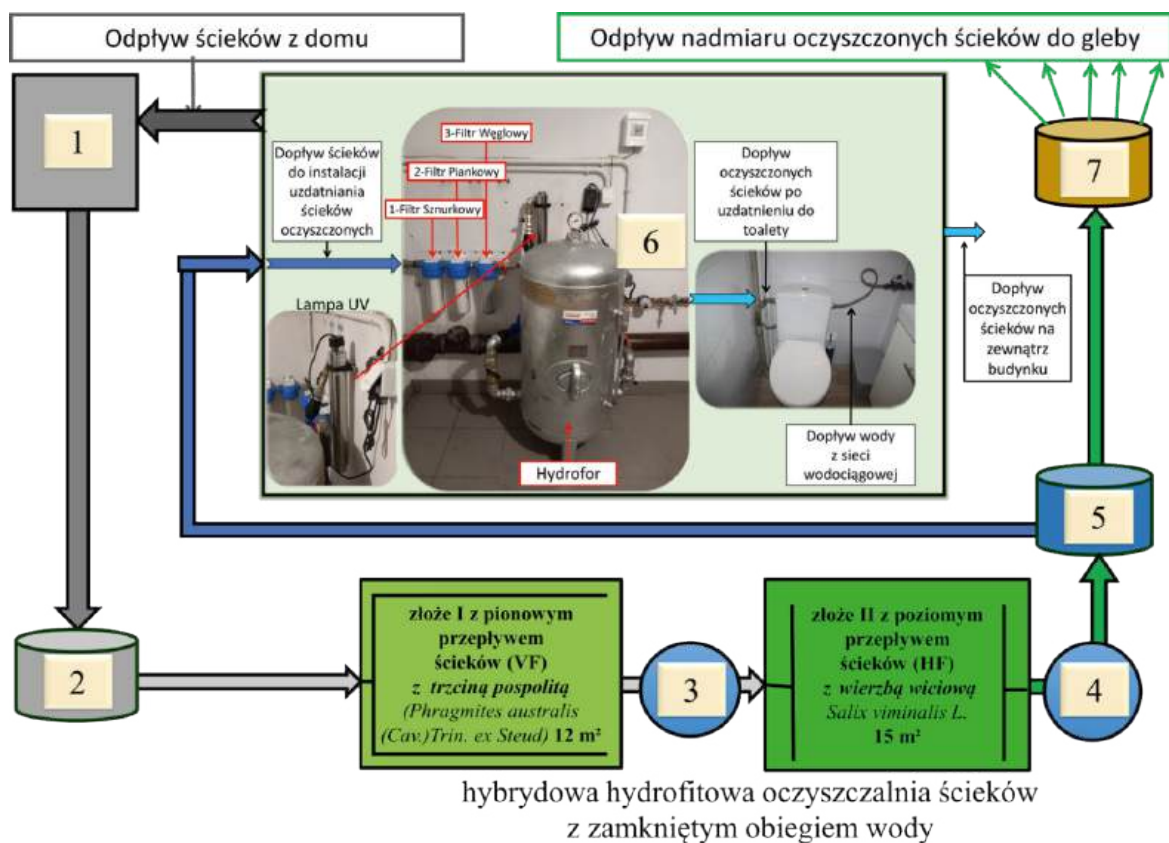 Odpływ ścieków z domu
Odpływ nadmiaru oczyszczonych ścieków do gleby
1
Dopływ ścieków
do instalacji
uzdatniania
ścieków
oczyszczonych
3-Filtr Węglowy
2-Filtr Piankowy
1-Filtr Sznurkowy
6
Dopływ
oczyszczonych
ścieków po
uzdatnieniu do
toalety
7
Lampa UV
Dopływ
oczyszczonych
ścieków na
zewnątrz
budynku
Hydrofor
Dopływ wody
z sieci
wodociągowej
5
2
złoże I z pionowym
przepływem
ścieków (VF)
z trzciną pospolitą
(Phragmites australis
(Cav.)Trin. ex Steud) 12 m²
3
złoże II z poziomym
przepływem
ścieków (HF)
z wierzbą wiciową
Salix viminalis L.
15 m²
4
hybrydowa hydrofitowa oczyszczalnia ścieków
z zamkniętym obiegiem wody